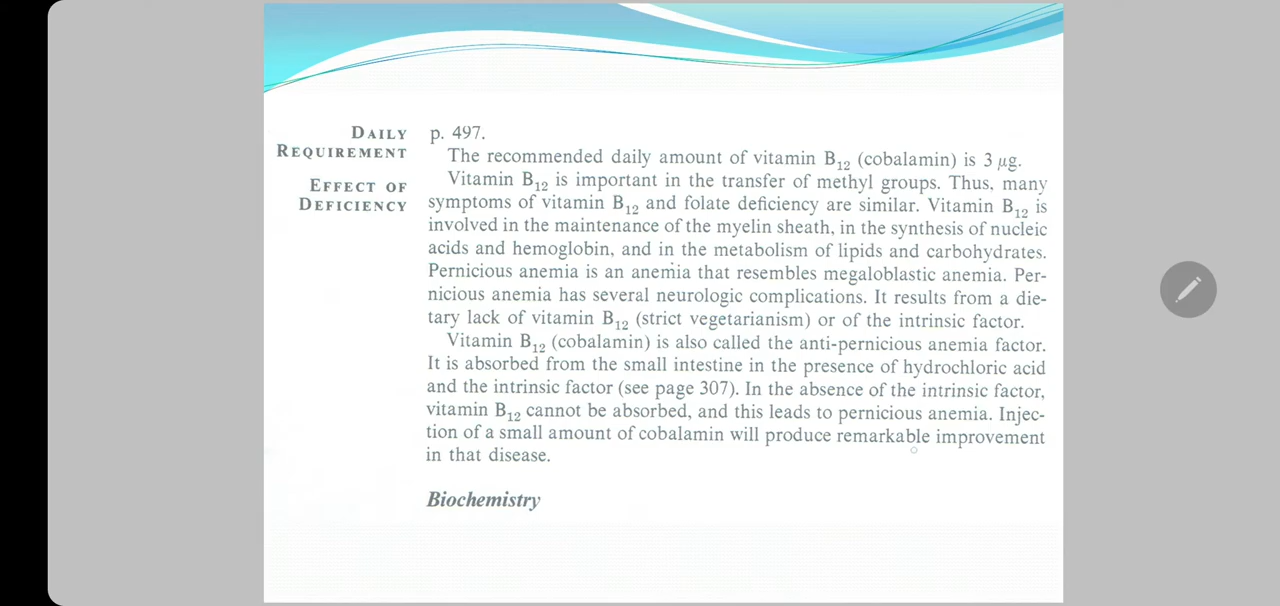 DAILY
REQUIREMENT
EFFECT OF
DEFICIENCY
p. 497.
The recommended daily amount of vitamin B12 (cobalamin) is 3 μg.
Vitamin B12 is important in the transfer of methyl groups. Thus, many
symptoms of vitamin B12 and folate deficiency are similar. Vitamin B12 is
involved in the maintenance of the myelin sheath, in the synthesis of nucleic
acids and hemoglobin, and in the metabolism of lipids and carbohydrates.
Pernicious anemia is an anemia that resembles megaloblastic anemia. Per-
nicious anemia has several neurologic complications. It results from a die-
tary lack of vitamin B12 (strict vegetarianism) or of the intrinsic factor.
Vitamin B12 (cobalamin) is also called the anti-pernicious anemia factor.
It is absorbed from the small intestine in the presence of hydrochloric acid
and the intrinsic factor (see page 307). In the absence of the intrinsic factor,
vitamin B12 cannot be absorbed, and this leads to pernicious anemia. Injec-
tion of a small amount of cobalamin will produce remarkable improvement
in that disease.
Biochemistry